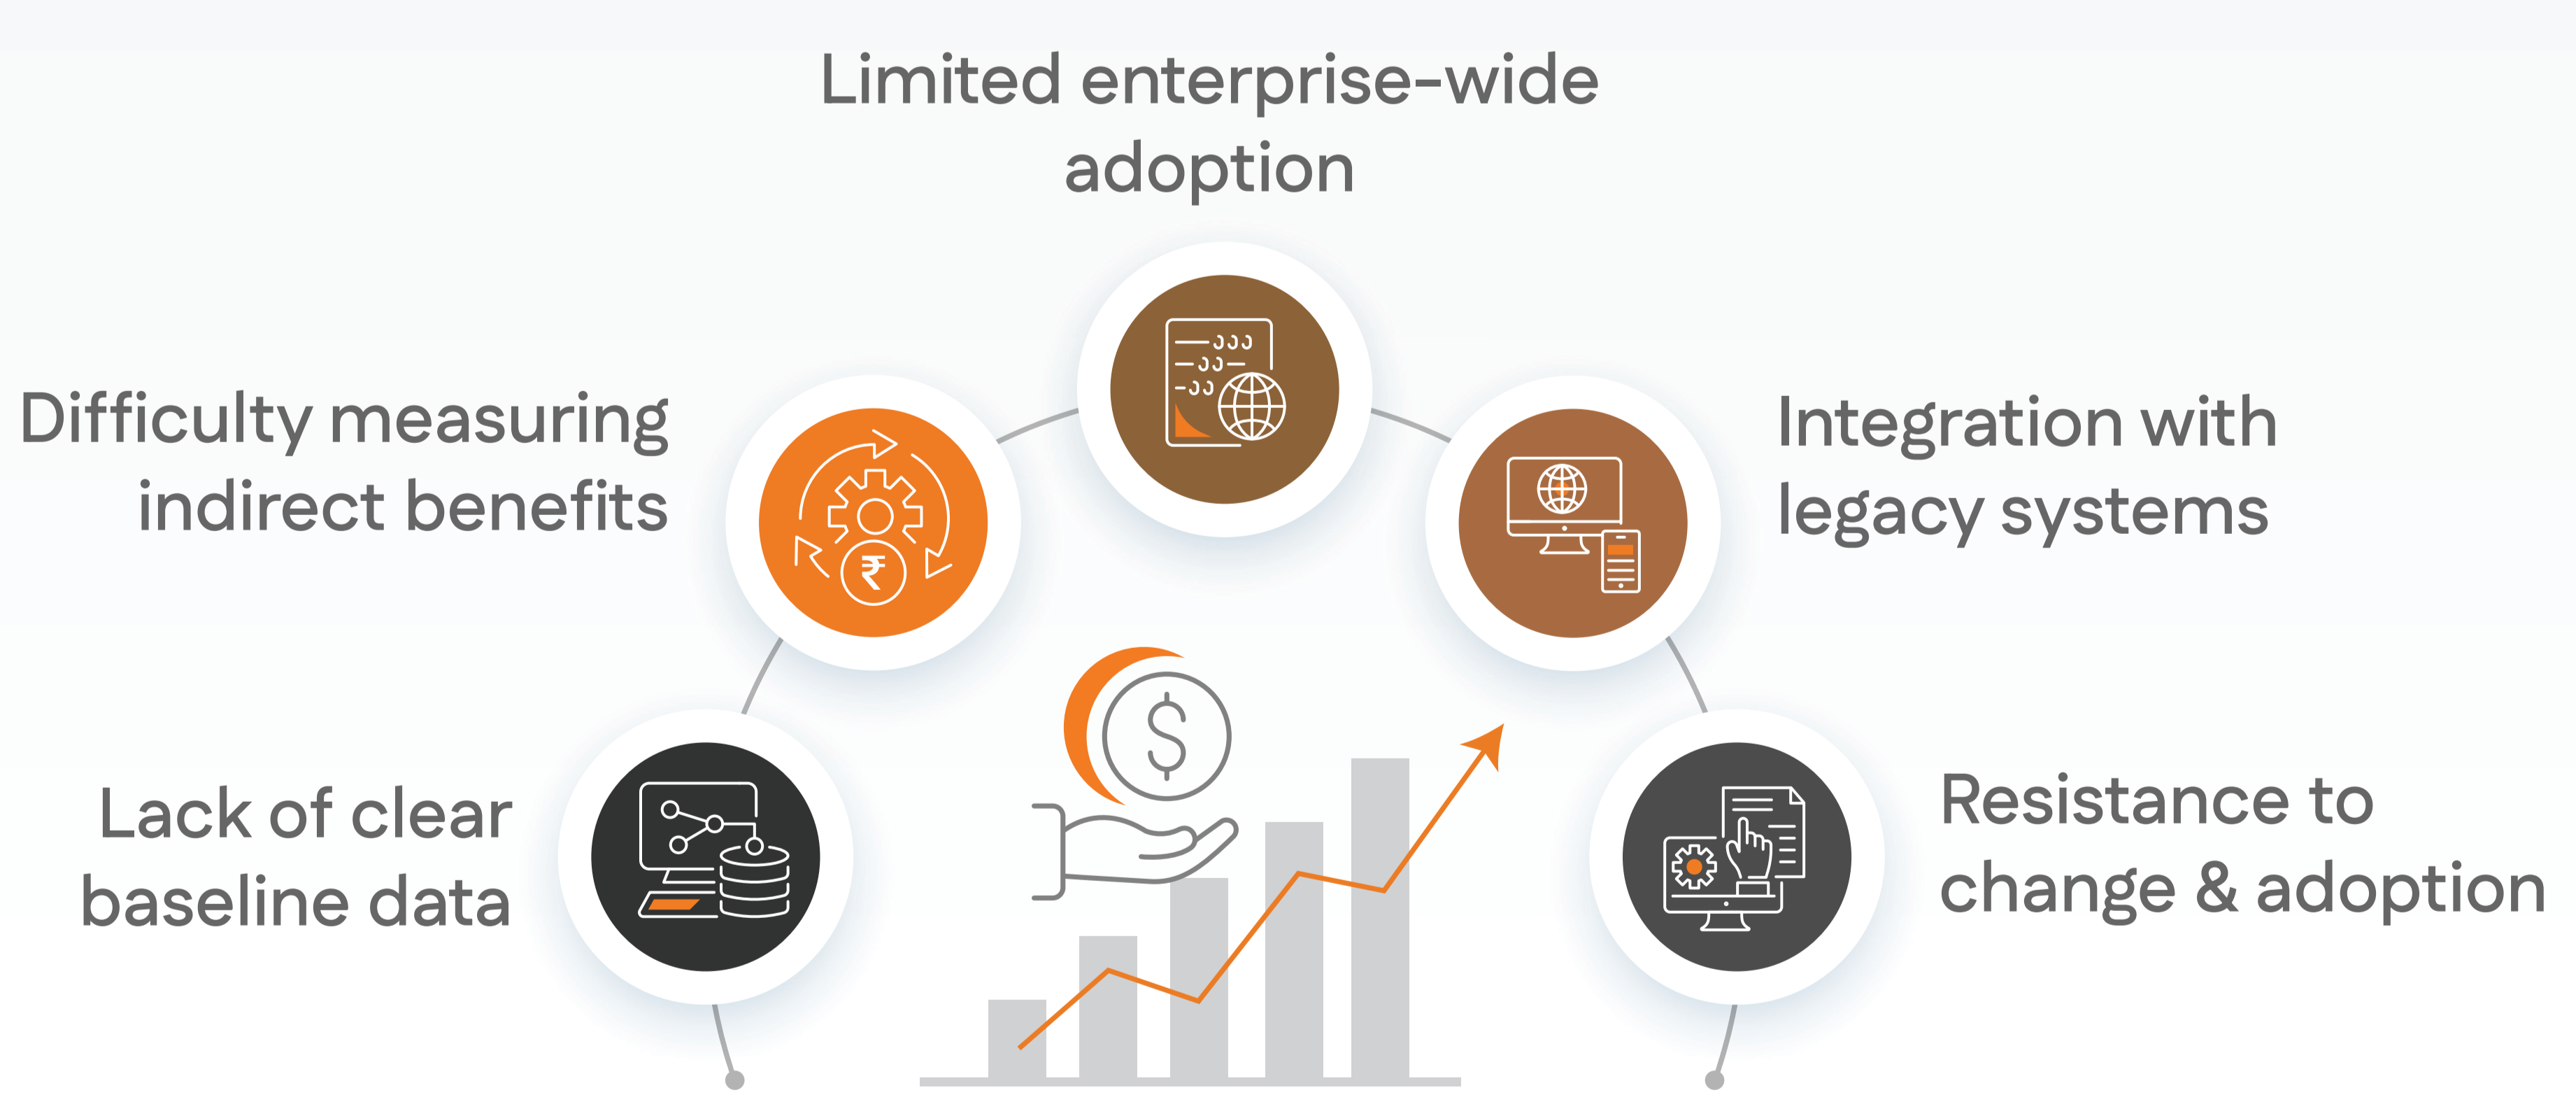 Limited enterprise-wide
adoption
Difficulty measuring
indirect benefits
Integration with
legacy systems
₹
$
Lack of clear
baseline data
Resistance to
change & adoption